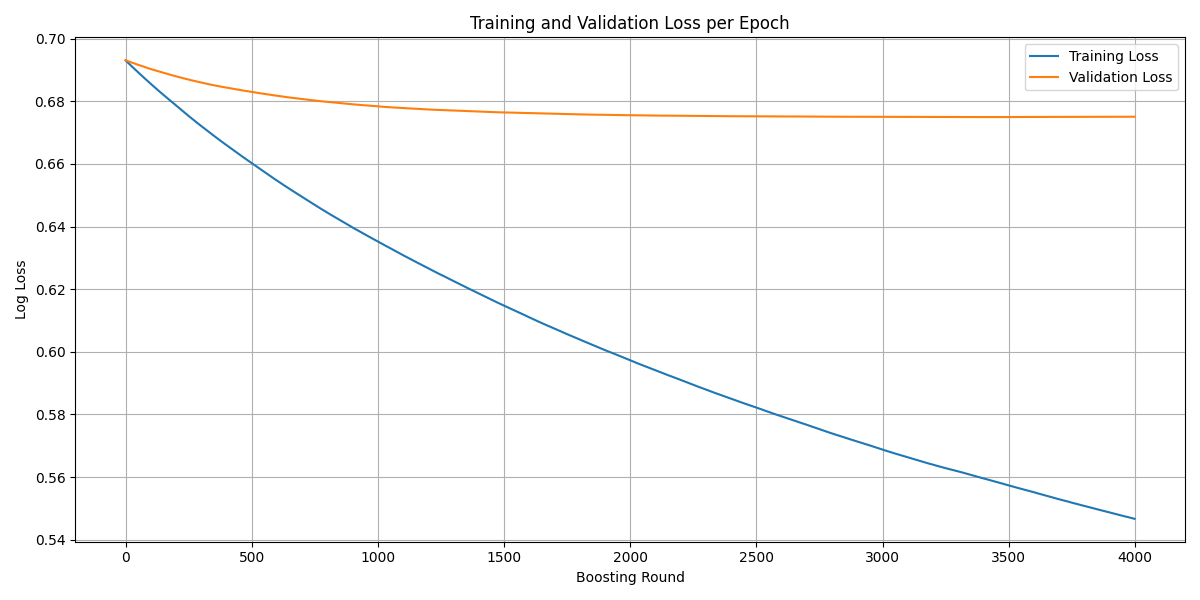 Training and Validation Loss per Epoch
0.70
Training Loss
Validation Loss
0.68
0.66
0.64
0.62
Log Loss
0.60
0.58
0.56
0.54
0 500 1000 1500 2000 2500 3000 3500 4000
Boosting Round